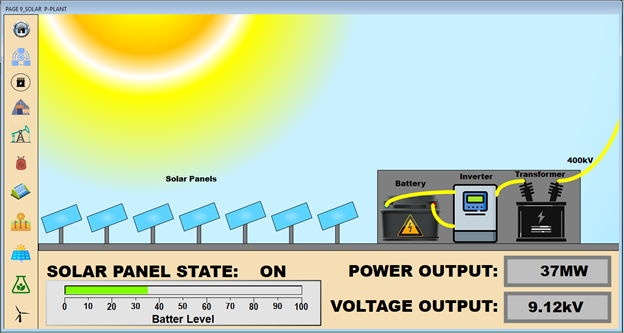 PAGE 9_SOLAR P-PLANT
Solar Panels
Battery
Inverter
Transformer
400kV
SOLAR PANEL STATE: ON
0 10 20 30 40 50 60 70 80 90 100
Batter Level
POWER OUTPUT: 37MW
VOLTAGE OUTPUT: 9.12kV